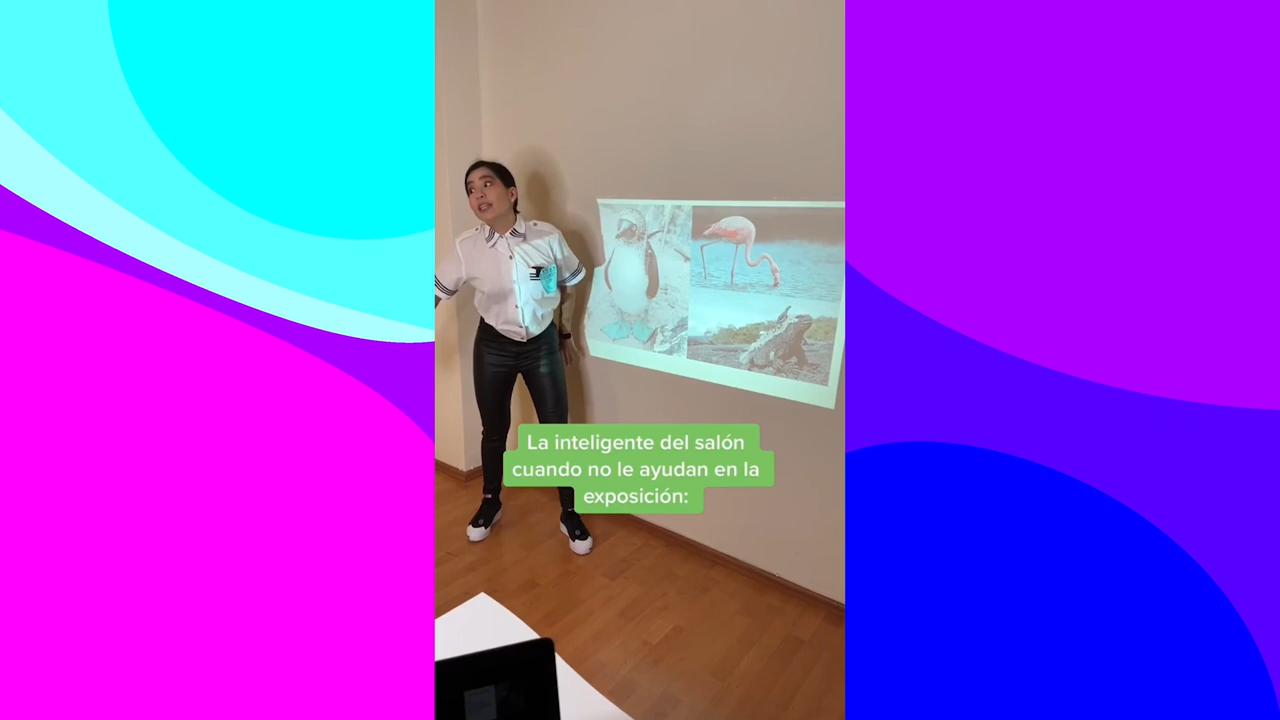 La inteligente del salón
cuando no le ayudan en la
exposición: